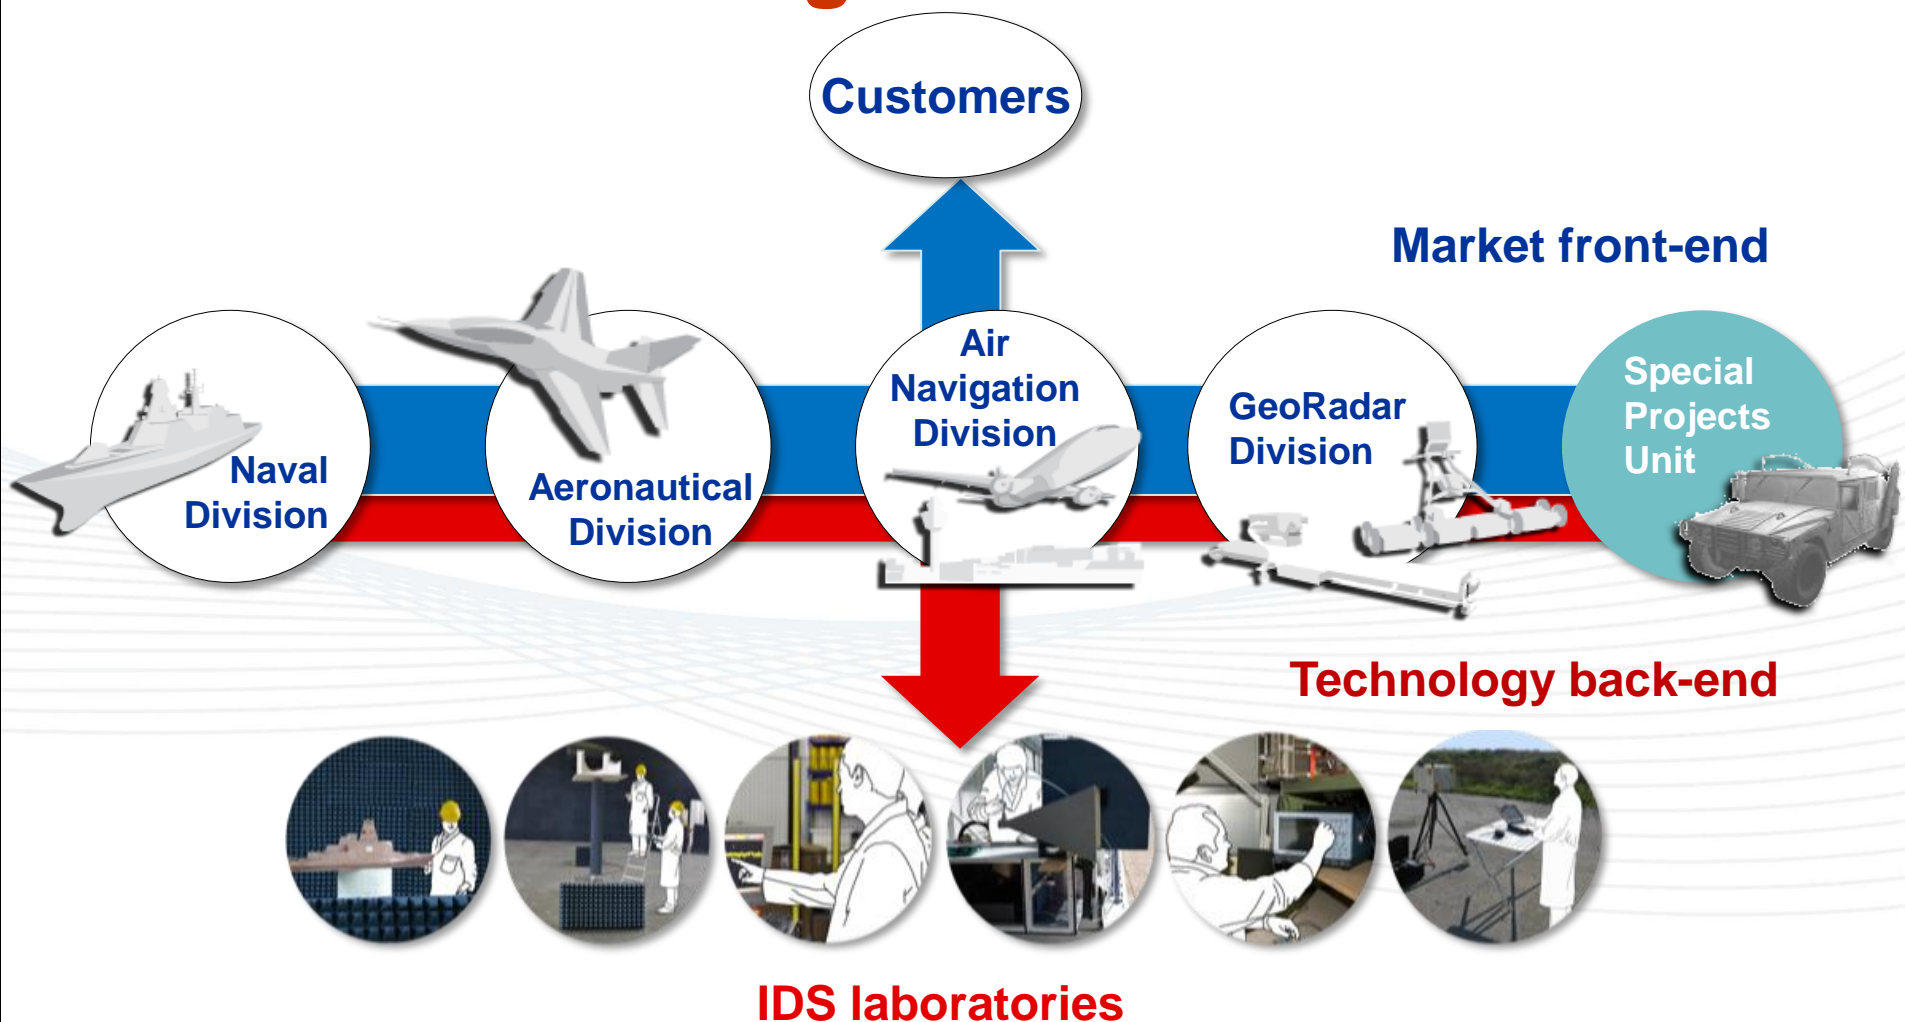 Customers
Market front-end
Naval
Division
Aeronautical
Division
Air
Navigation
Division
GeoRadar
Division
Special
Projects
Unit
Technology back-end
IDS laboratories